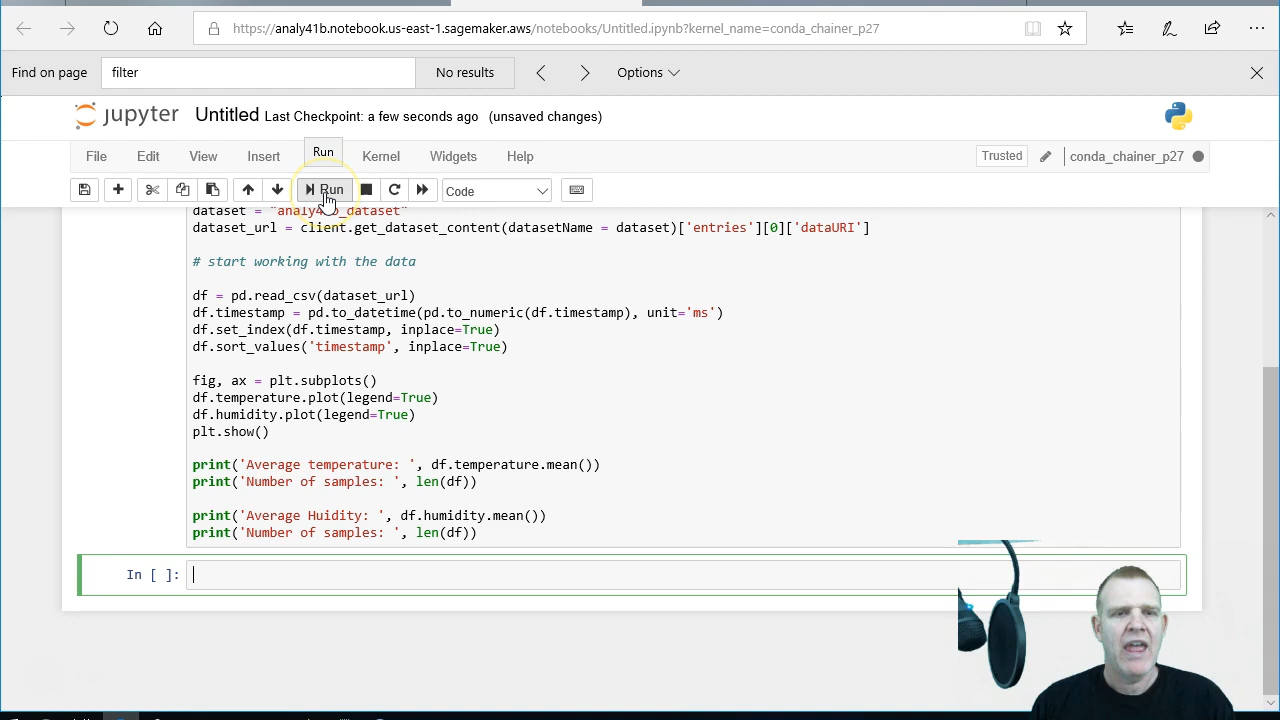 https://analy41b.notebook.us-east-1.sagemaker.aws/notebooks/Untitled.ipynb?kernel_name=conda_chainer_p27
Find on page filter No results Options
jupyter Untitled Last Checkpoint: a few seconds ago (unsaved changes)
File Edit View Insert Run Kernel Widgets Help Trusted conda_chainer_p27
Run Code
dataset = "analy41b_dataset"
dataset_url = client.get_dataset_content(datasetName = dataset)['entries'][0]['dataURI']
# start working with the data
df = pd.read_csv(dataset_url)
df.timestamp = pd.to_datetime(pd.to_numeric(df.timestamp), unit='ms')
df.set_index(df.timestamp, inplace=True)
df.sort_values('timestamp', inplace=True)
fig, ax = plt.subplots()
df.temperature.plot(legend=True)
df.humidity.plot(legend=True)
plt.show()
print('Average temperature: ', df.temperature.mean())
print('Number of samples: ', len(df))
print('Average Huidity: ', df.humidity.mean())
print('Number of samples: ', len(df))
In [ ]: